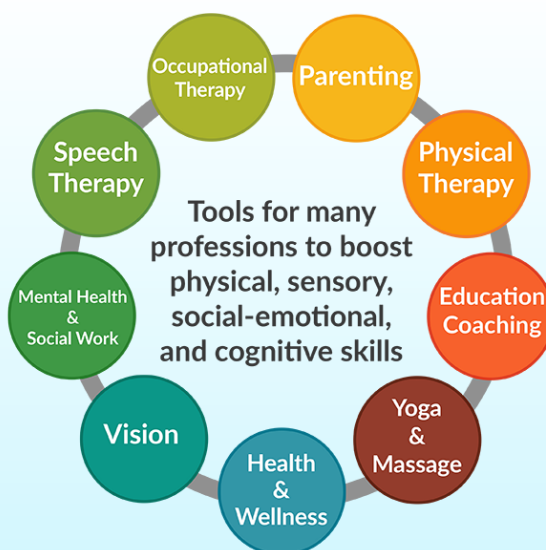 Occupational
Therapy
Parenting
Speech
Therapy
Physical
Therapy
Tools for many
professions to boost
physical, sensory,
social-emotional,
and cognitive skills
Mental Health
&
Social Work
Education
Coaching
Vision
Yoga
&
Massage
Health
&
Wellness